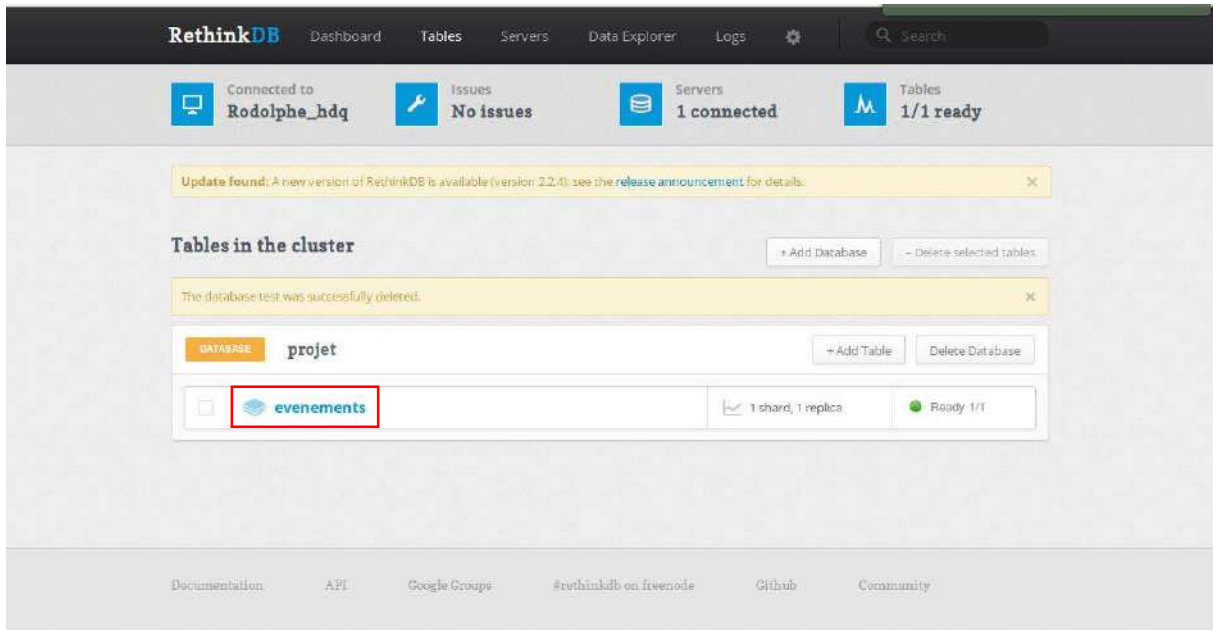 RethinkDB Dashboard Tables Servers Data Explorer Logs Search
Connected to Issues Servers Tables
Rodolphe_hdq No issues 1 connected 1/1 ready
Update found: A new version of RethinkDB is available (version 2.2.4); see the release announcement for details.
Tables in the cluster + Add Database - Delete selected tables
The database test was successfully deleted.
DATABASE projet + Add Table Delete Database
evenements 1 shard, 1 replica Ready 1/1
Documentation API Google Groups #rethinkdb on freenode Github Community